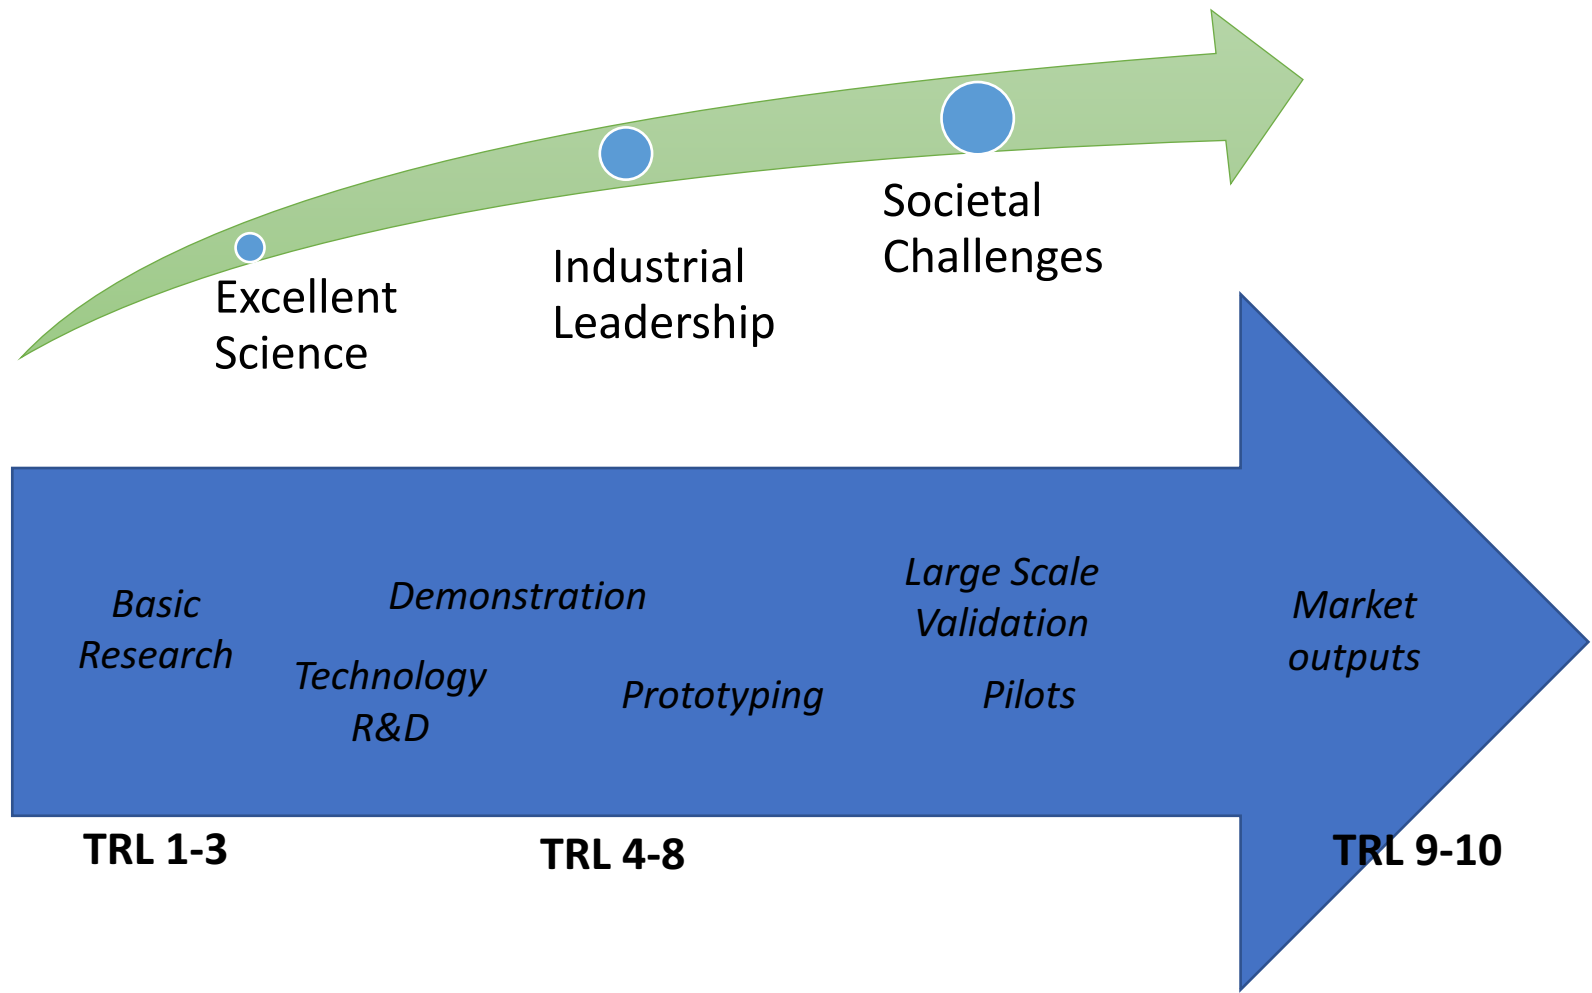 Excellent
Science
Industrial
Leadership
Societal
Challenges
Basic
Research
Demonstration
Technology
R&D
Prototyping
Large Scale
Validation
Pilots
Market
outputs
TRL 1-3
TRL 4-8
TRL 9-10